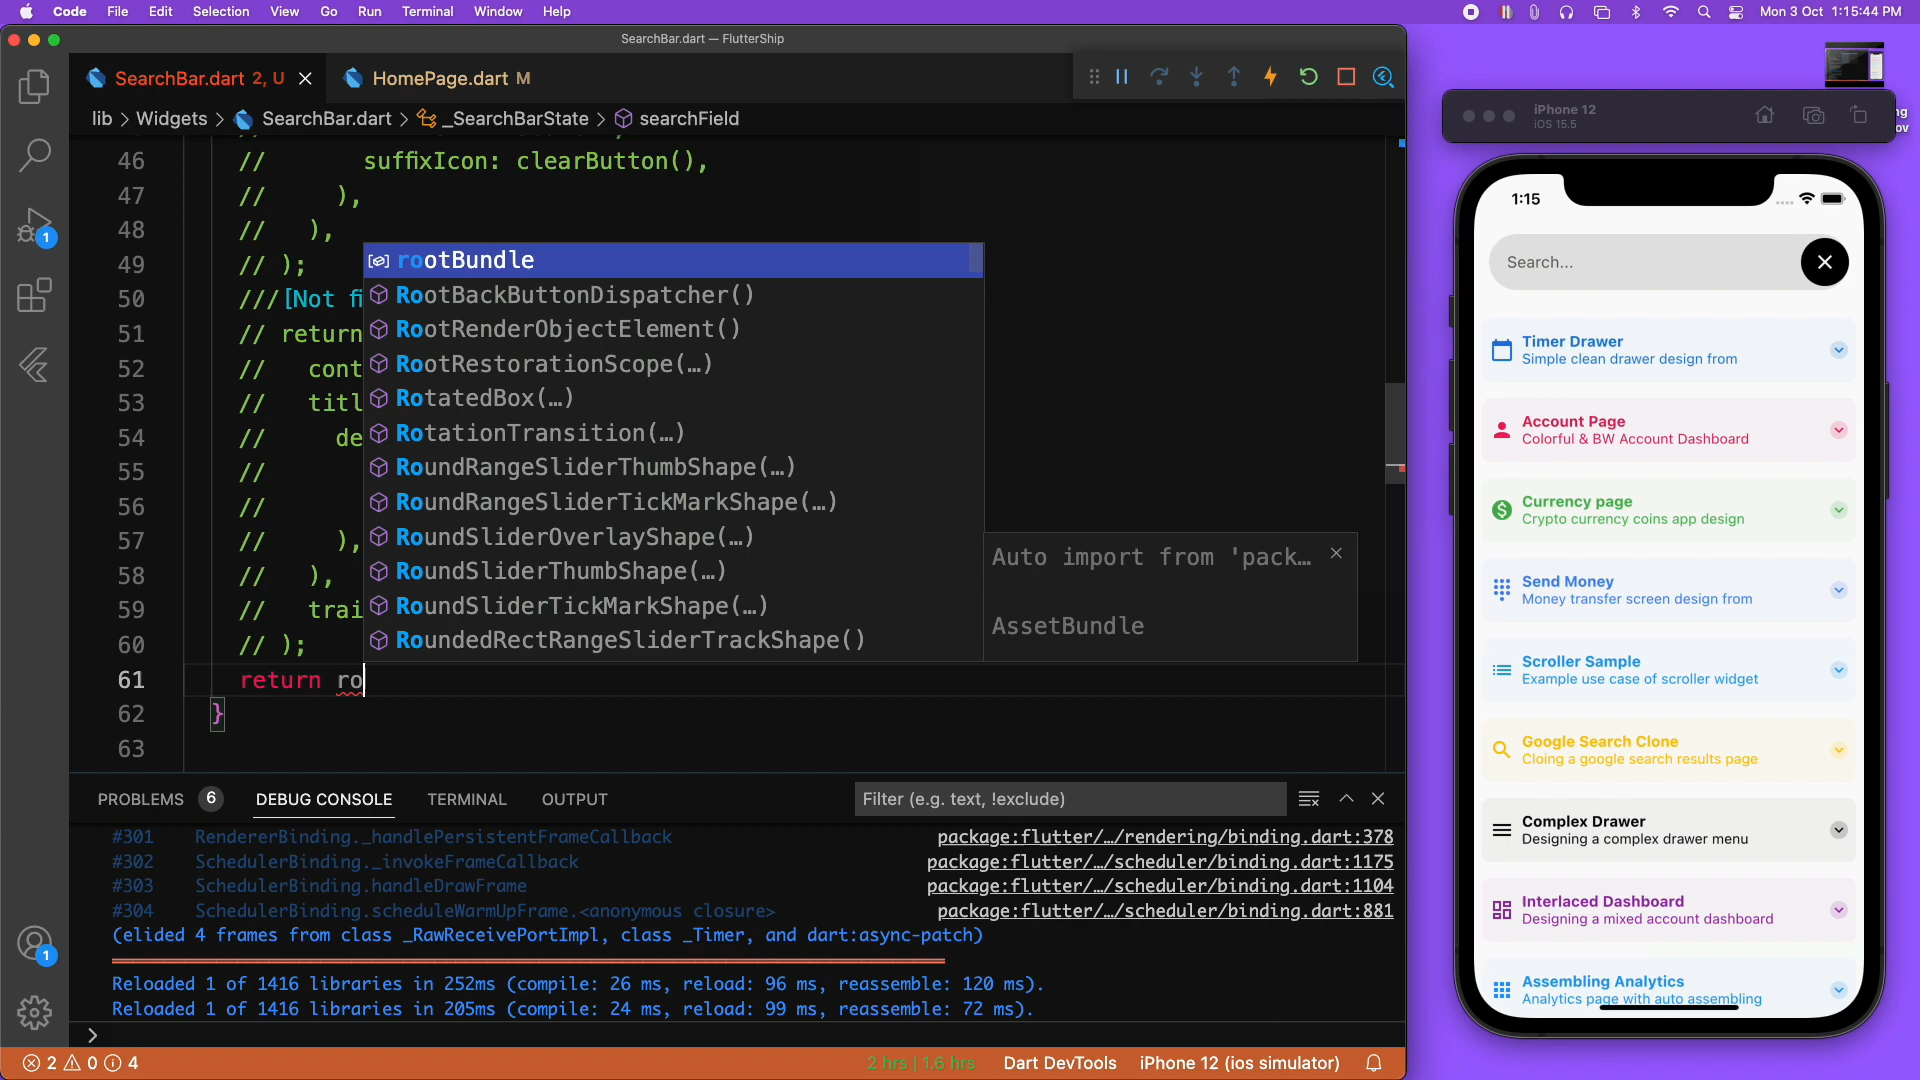 Code File Edit Selection View Go Run Terminal Window Help
Mon 3 Oct 1:15:44 PM
SearchBar.dart — FlutterShip
SearchBar.dart 2, U
HomePage.dart M
lib > Widgets > SearchBar.dart > _SearchBarState > searchField
46 // suffixIcon: clearButton(),
47 // ),
48 // ),
49 // );
50 ///[Not fi
51 // return
52 // cont
53 // titl
54 // de
55 //
56 //
57 // ),
58 // ),
59 // trai
60 // );
61 return ro
62 }
63
rootBundle
RootBackButtonDispatcher()
RootRenderObjectElement()
RootRestorationScope(…)
RotatedBox(…)
RotationTransition(…)
RoundRangeSliderThumbShape(…)
RoundRangeSliderTickMarkShape(…)
RoundSliderOverlayShape(…)
RoundSliderThumbShape(…)
RoundSliderTickMarkShape(…)
RoundedRectRangeSliderTrackShape()
Auto import from 'pack…
AssetBundle
PROBLEMS 6 DEBUG CONSOLE TERMINAL OUTPUT
Filter (e.g. text, !exclude)
#301 RendererBinding._handlePersistentFrameCallback package:flutter/…/rendering/binding.dart:378
#302 SchedulerBinding._invokeFrameCallback package:flutter/…/scheduler/binding.dart:1175
#303 SchedulerBinding.handleDrawFrame package:flutter/…/scheduler/binding.dart:1104
#304 SchedulerBinding.scheduleWarmUpFrame.<anonymous closure> package:flutter/…/scheduler/binding.dart:881
(elided 4 frames from class _RawReceivePortImpl, class _Timer, and dart:async-patch)
Reloaded 1 of 1416 libraries in 252ms (compile: 26 ms, reload: 96 ms, reassemble: 120 ms).
Reloaded 1 of 1416 libraries in 205ms (compile: 24 ms, reload: 99 ms, reassemble: 72 ms).
>
2 0 4
2 hrs | 1.6 hrs
Dart DevTools
iPhone 12 (ios simulator)
1
1
iPhone 12
iOS 15.5
ng
ov
1:15
Search...
Timer Drawer
Simple clean drawer design from
Account Page
Colorful & BW Account Dashboard
Currency page
Crypto currency coins app design
Send Money
Money transfer screen design from
Scroller Sample
Example use case of scroller widget
Google Search Clone
Cloing a google search results page
Complex Drawer
Designing a complex drawer menu
Interlaced Dashboard
Designing a mixed account dashboard
Assembling Analytics
Analytics page with auto assembling